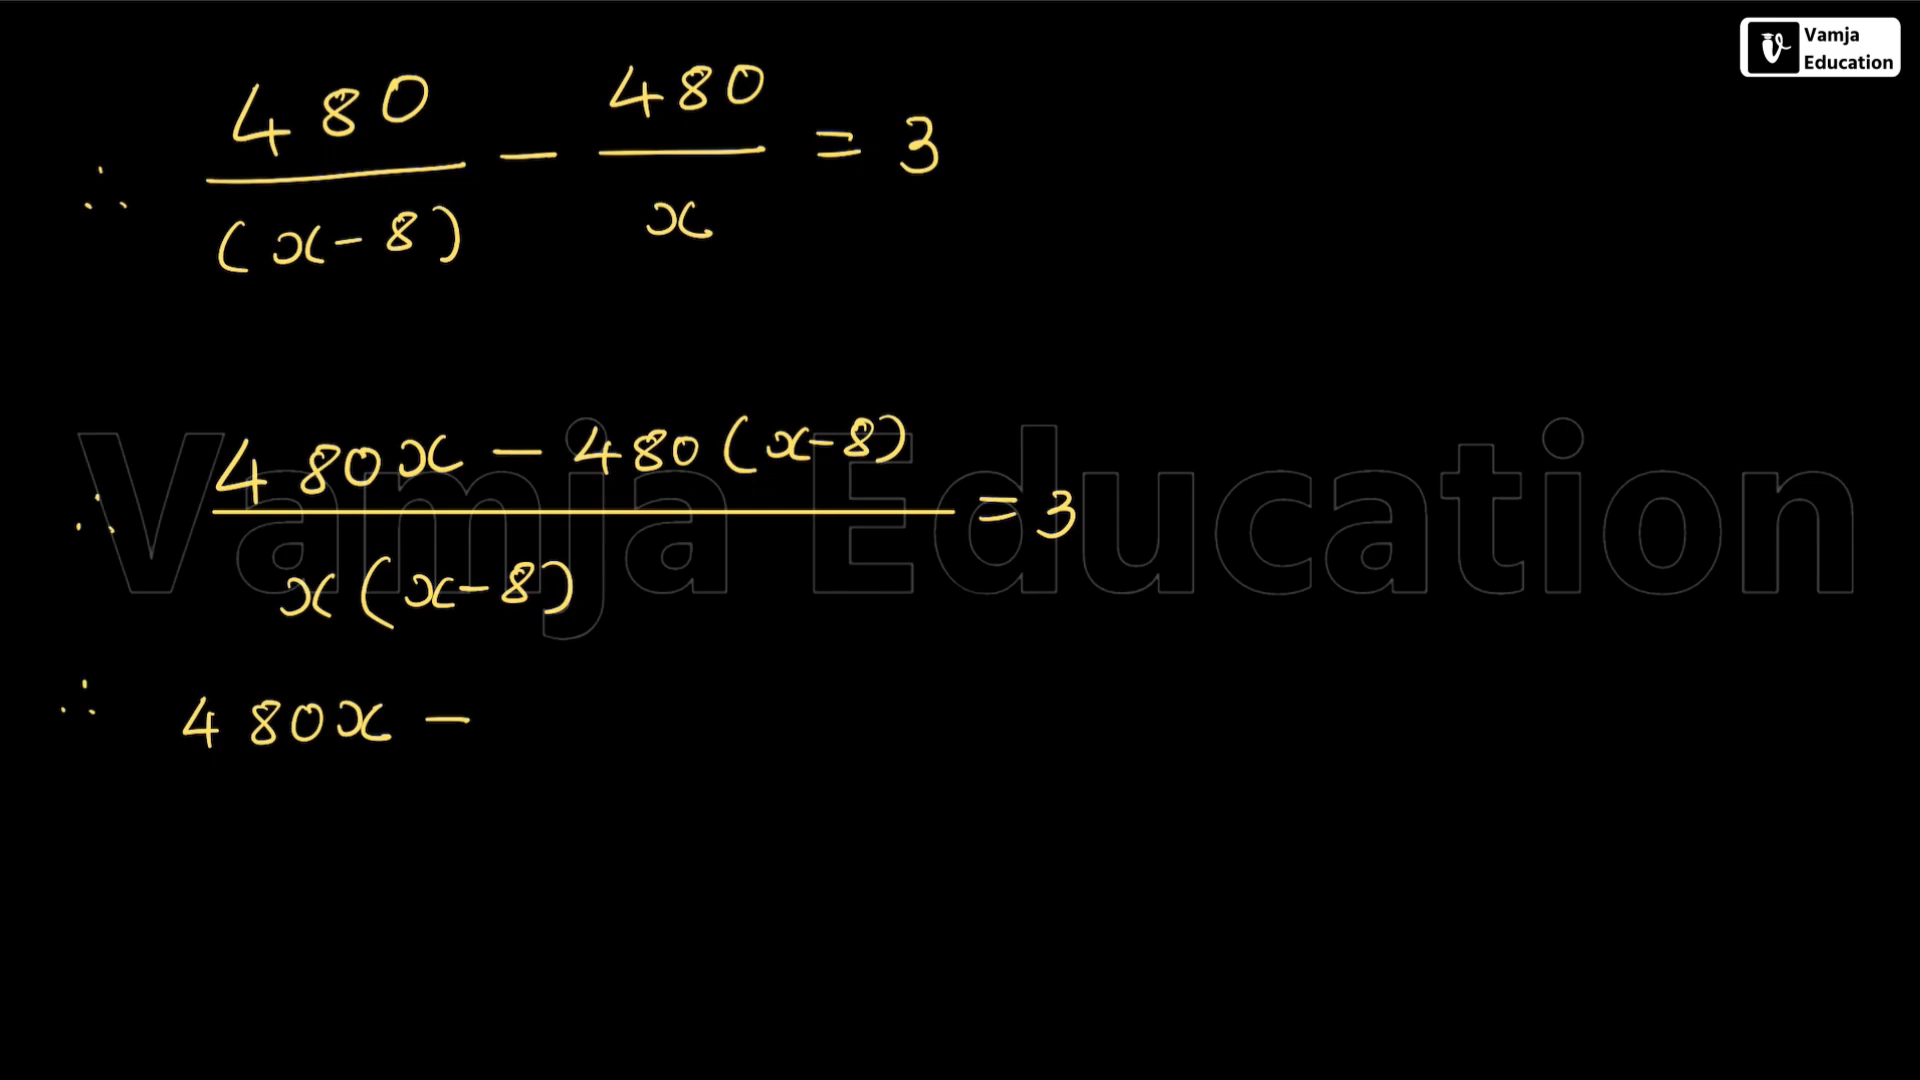 Vamja
Education
∴ 480/(x-8) - 480/x = 3
∴ 480x - 480(x-8) / x(x-8) = 3
Vamja Education
∴ 480x -